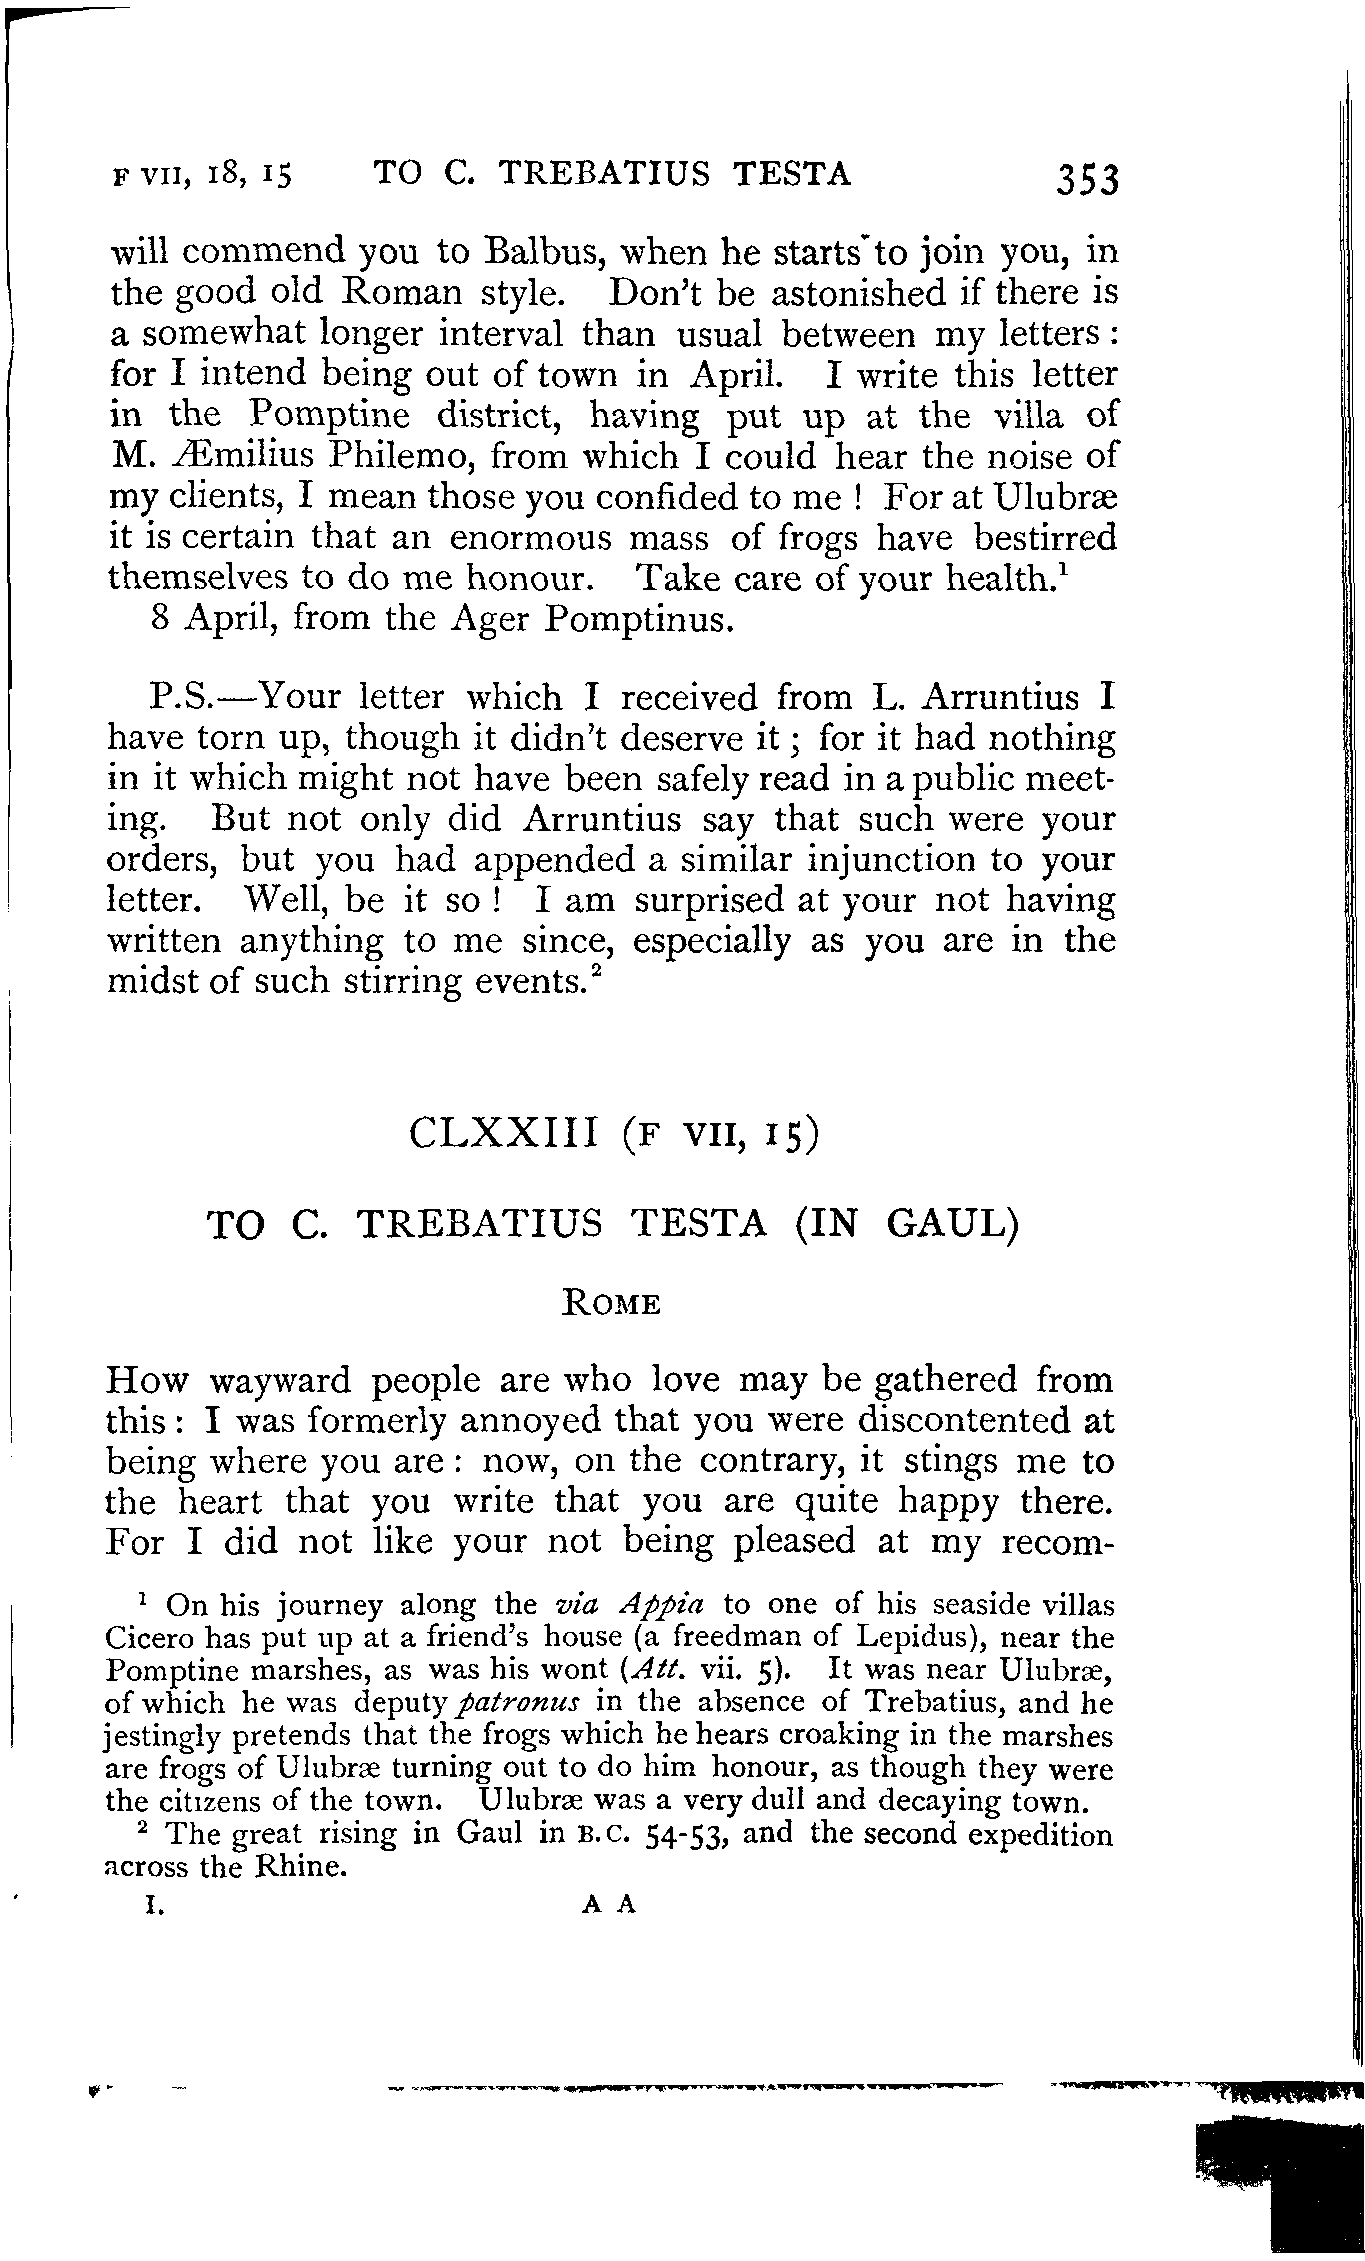 F VII, 18, 15 TO C. TREBATIUS TESTA 353
will commend you to Balbus, when he starts to join you, in
the good old Roman style. Don't be astonished if there is
a somewhat longer interval than usual between my letters :
for I intend being out of town in April. I write this letter
in the Pomptine district, having put up at the villa of
M. Æmilius Philemo, from which I could hear the noise of
my clients, I mean those you confided to me ! For at Ulubræ
it is certain that an enormous mass of frogs have bestirred
themselves to do me honour. Take care of your health.¹
8 April, from the Ager Pomptinus.
P.S.—Your letter which I received from L. Arruntius I
have torn up, though it didn't deserve it ; for it had nothing
in it which might not have been safely read in a public meet-
ing. But not only did Arruntius say that such were your
orders, but you had appended a similar injunction to your
letter. Well, be it so ! I am surprised at your not having
written anything to me since, especially as you are in the
midst of such stirring events.²
CLXXIII (F VII, 15)
TO C. TREBATIUS TESTA (IN GAUL)
ROME
How wayward people are who love may be gathered from
this : I was formerly annoyed that you were discontented at
being where you are : now, on the contrary, it stings me to
the heart that you write that you are quite happy there.
For I did not like your not being pleased at my recom-
¹ On his journey along the via Appia to one of his seaside villas
Cicero has put up at a friend's house (a freedman of Lepidus), near the
Pomptine marshes, as was his wont (Att. vii. 5). It was near Ulubræ,
of which he was deputy patronus in the absence of Trebatius, and he
jestingly pretends that the frogs which he hears croaking in the marshes
are frogs of Ulubræ turning out to do him honour, as though they were
the citizens of the town. Ulubræ was a very dull and decaying town.
² The great rising in Gaul in B.C. 54-53, and the second expedition
across the Rhine.
I. A A